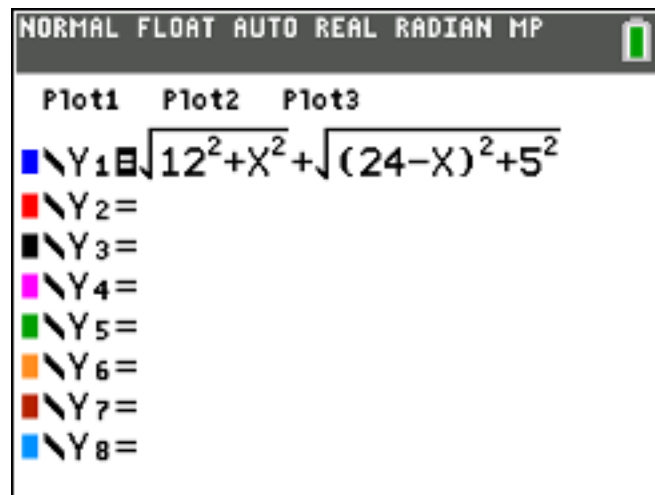 NORMAL FLOAT AUTO REAL RADIAN MP
Plot1 Plot2 Plot3
\Y₁=√(12²+X²)+√((24-X)²+5²)
\Y₂=
\Y₃=
\Y₄=
\Y₅=
\Y₆=
\Y₇=
\Y₈=